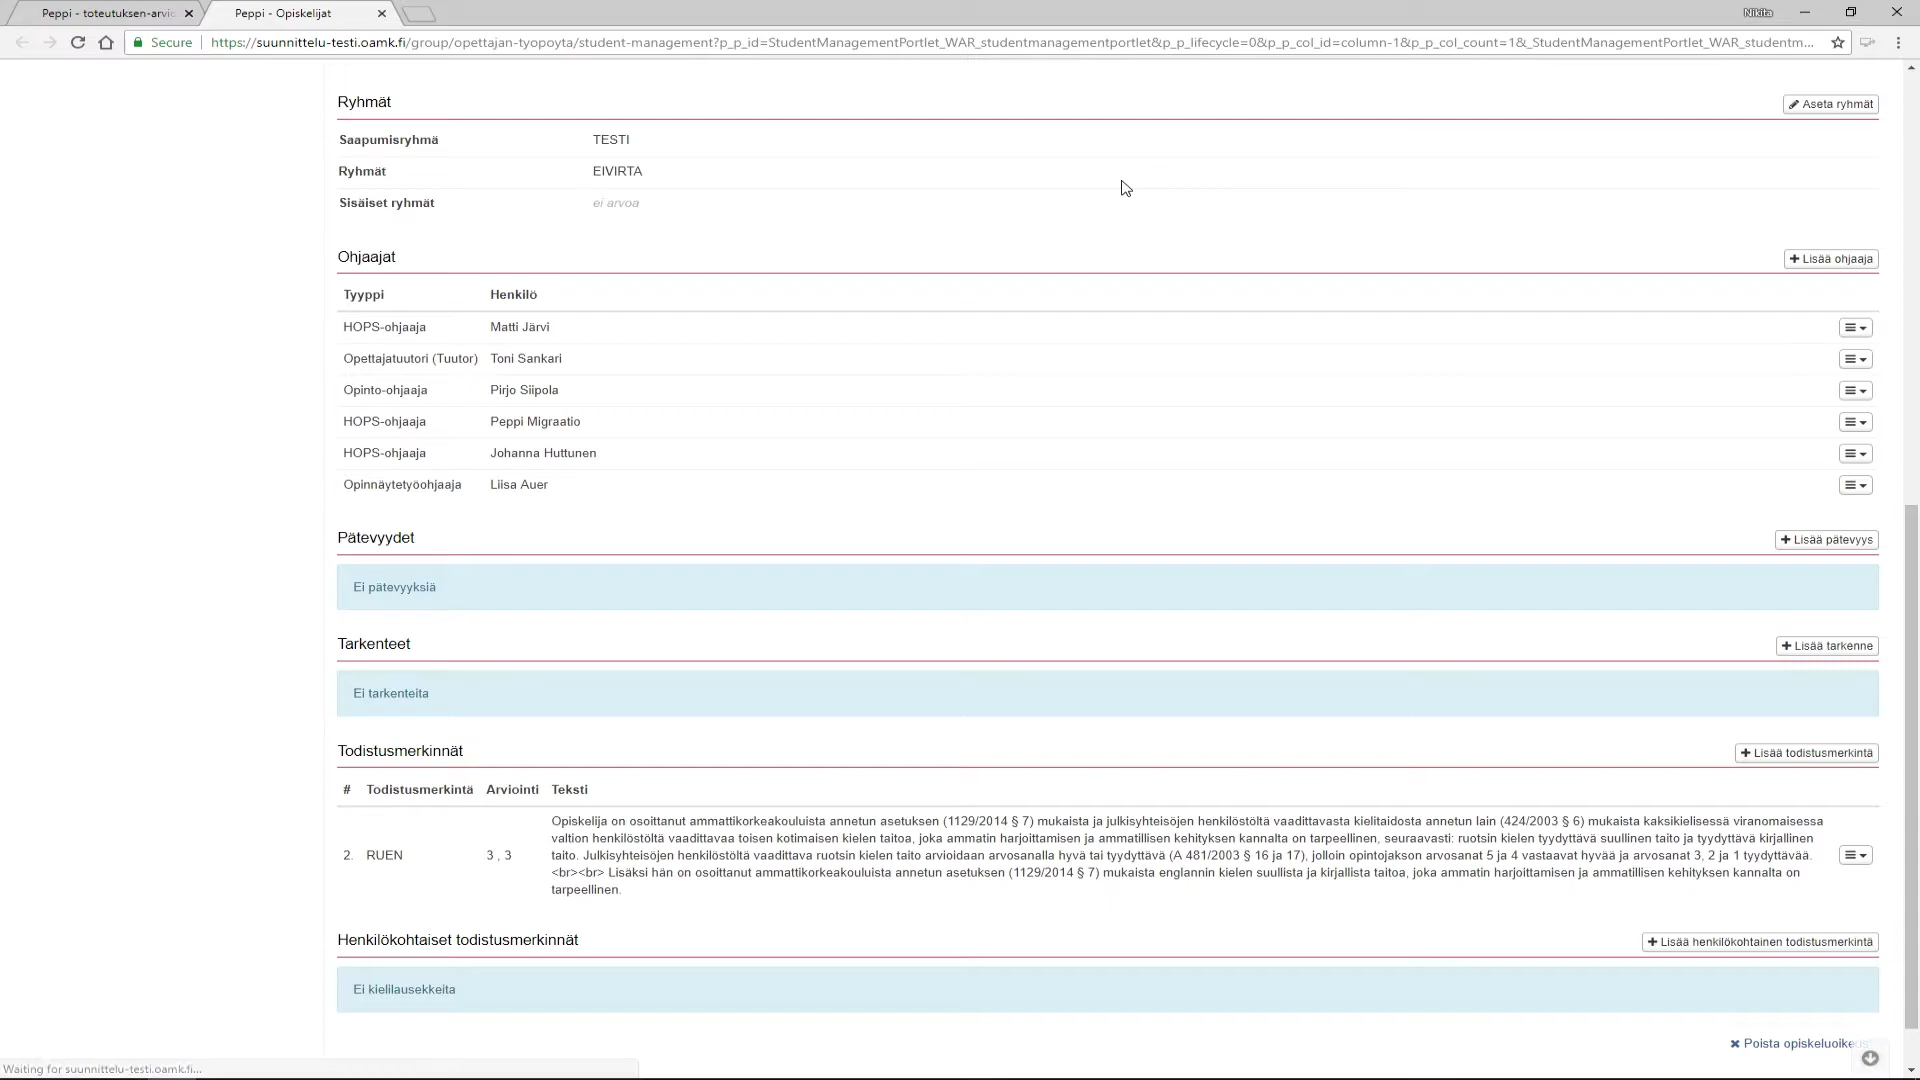 Peppi - toteutuksen-arvi
Peppi - Opiskelijat
Nikita
Secure
https://suunnittelu-testi.oamk.fi/group/opettajan-tyopoyta/student-management?p_p_id=StudentManagementPortlet_WAR_studentmanagementportlet&p_p_lifecycle=0&p_p_col_id=column-1&p_p_col_count=1&_StudentManagementPortlet_WAR_studentm...
Ryhmät
Aseta ryhmät
Saapumisryhmä TESTI
Ryhmät EIVIRTA
Sisäiset ryhmät ei arvoa
Ohjaajat
Lisää ohjaaja
Tyyppi Henkilö
HOPS-ohjaaja Matti Järvi
Opettajatuutori (Tuutor) Toni Sankari
Opinto-ohjaaja Pirjo Siipola
HOPS-ohjaaja Peppi Migraatio
HOPS-ohjaaja Johanna Huttunen
Opinnäytetyöohjaaja Liisa Auer
Pätevyydet
Lisää pätevyys
Ei pätevyyksiä
Tarkenteet
Lisää tarkenne
Ei tarkenteita
Todistusmerkinnät
Lisää todistusmerkintä
# Todistusmerkintä Arviointi Teksti
Opiskelija on osoittanut ammattikorkeakouluista annetun asetuksen (1129/2014 § 7) mukaista ja julkisyhteisöjen henkilöstöltä vaadittavasta kielitaidosta annetun lain (424/2003 § 6) mukaista kaksikielisessä viranomaisessa
valtion henkilöstöltä vaadittavaa toisen kotimaisen kielen taitoa, joka ammatin harjoittamisen ja ammatillisen kehityksen kannalta on tarpeellinen, seuraavasti: ruotsin kielen tyydyttävä suullinen taito ja tyydyttävä kirjallinen
2. RUEN 3 , 3 taito. Julkisyhteisöjen henkilöstöltä vaadittava ruotsin kielen taito arvioidaan arvosanalla hyvä tai tyydyttävä (A 481/2003 § 16 ja 17), jolloin opintojakson arvosanat 5 ja 4 vastaavat hyvää ja arvosanat 3, 2 ja 1 tyydyttävää.
<br><br> Lisäksi hän on osoittanut ammattikorkeakouluista annetun asetuksen (1129/2014 § 7) mukaista englannin kielen suullista ja kirjallista taitoa, joka ammatin harjoittamisen ja ammatillisen kehityksen kannalta on
tarpeellinen.
Henkilökohtaiset todistusmerkinnät
Lisää henkilökohtainen todistusmerkintä
Ei kielilausekkeita
Poista opiskeluoikeus
Waiting for suunnittelu-testi.oamk.fi...